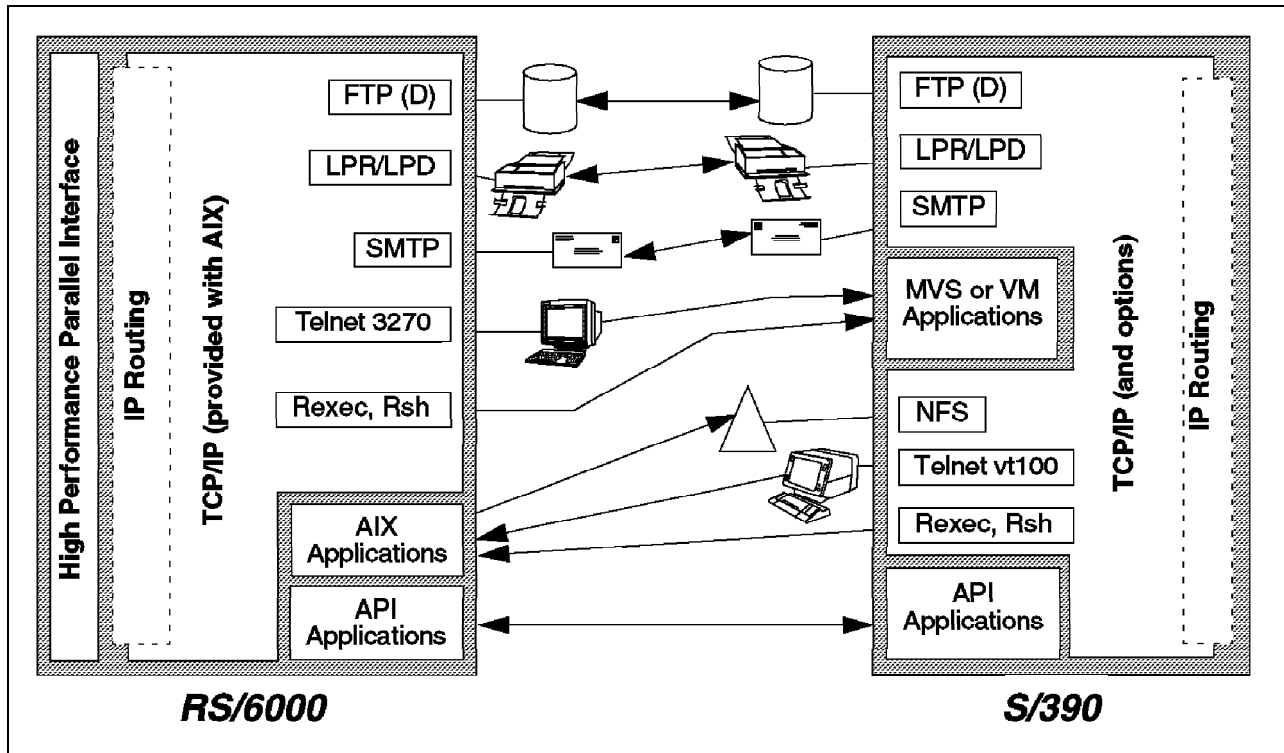 High Performance Parallel Interface
IP Routing
TCP/IP (provided with AIX)
FTP (D)
LPR/LPD
SMTP
Telnet 3270
Rexec, Rsh
AIX
Applications
API
Applications
RS/6000
FTP (D)
LPR/LPD
SMTP
MVS or VM
Applications
NFS
Telnet vt100
Rexec, Rsh
API
Applications
TCP/IP (and options)
IP Routing
S/390